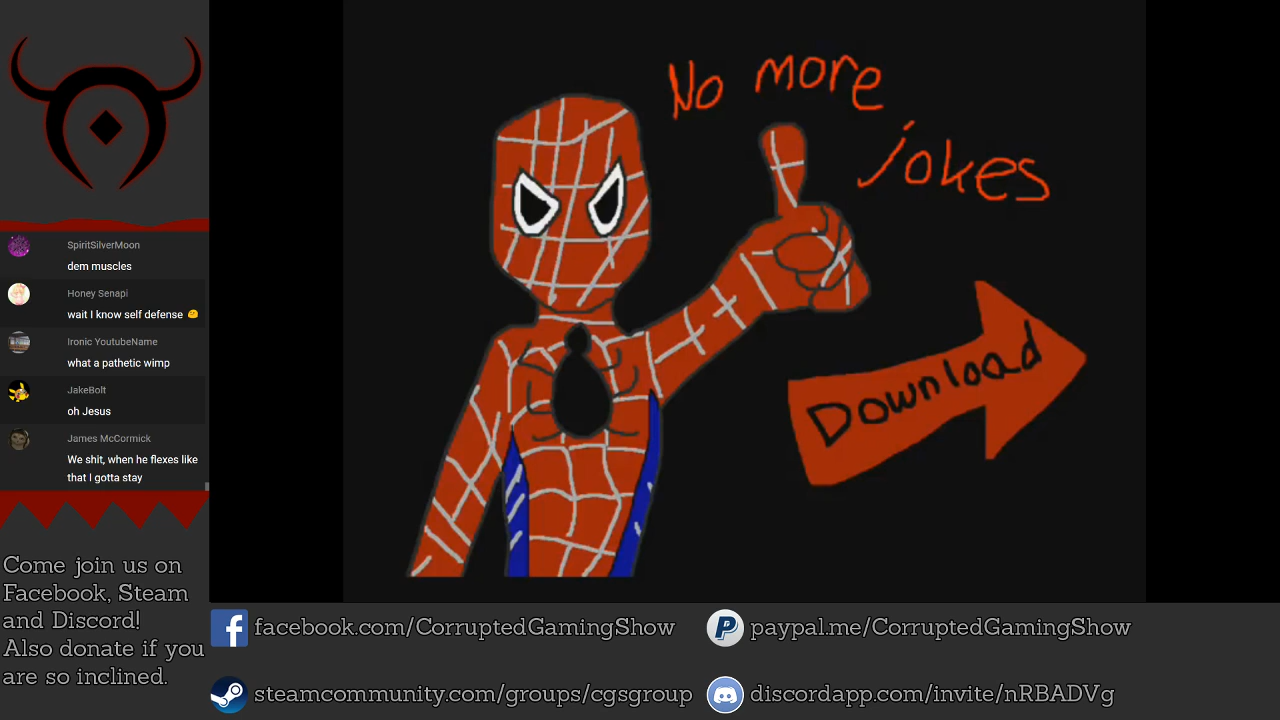 No more
jokes
Download
SpiritSilverMoon
dem muscles
Honey Senapi
wait I know self defense
Ironic YoutubeName
what a pathetic wimp
JakeBolt
oh Jesus
James McCormick
We shit, when he flexes like
that I gotta stay
Come join us on
Facebook, Steam
and Discord!
Also donate if you
are so inclined.
facebook.com/CorruptedGamingShow
paypal.me/CorruptedGamingShow
steamcommunity.com/groups/cgsgroup
discordapp.com/invite/nRBADVg